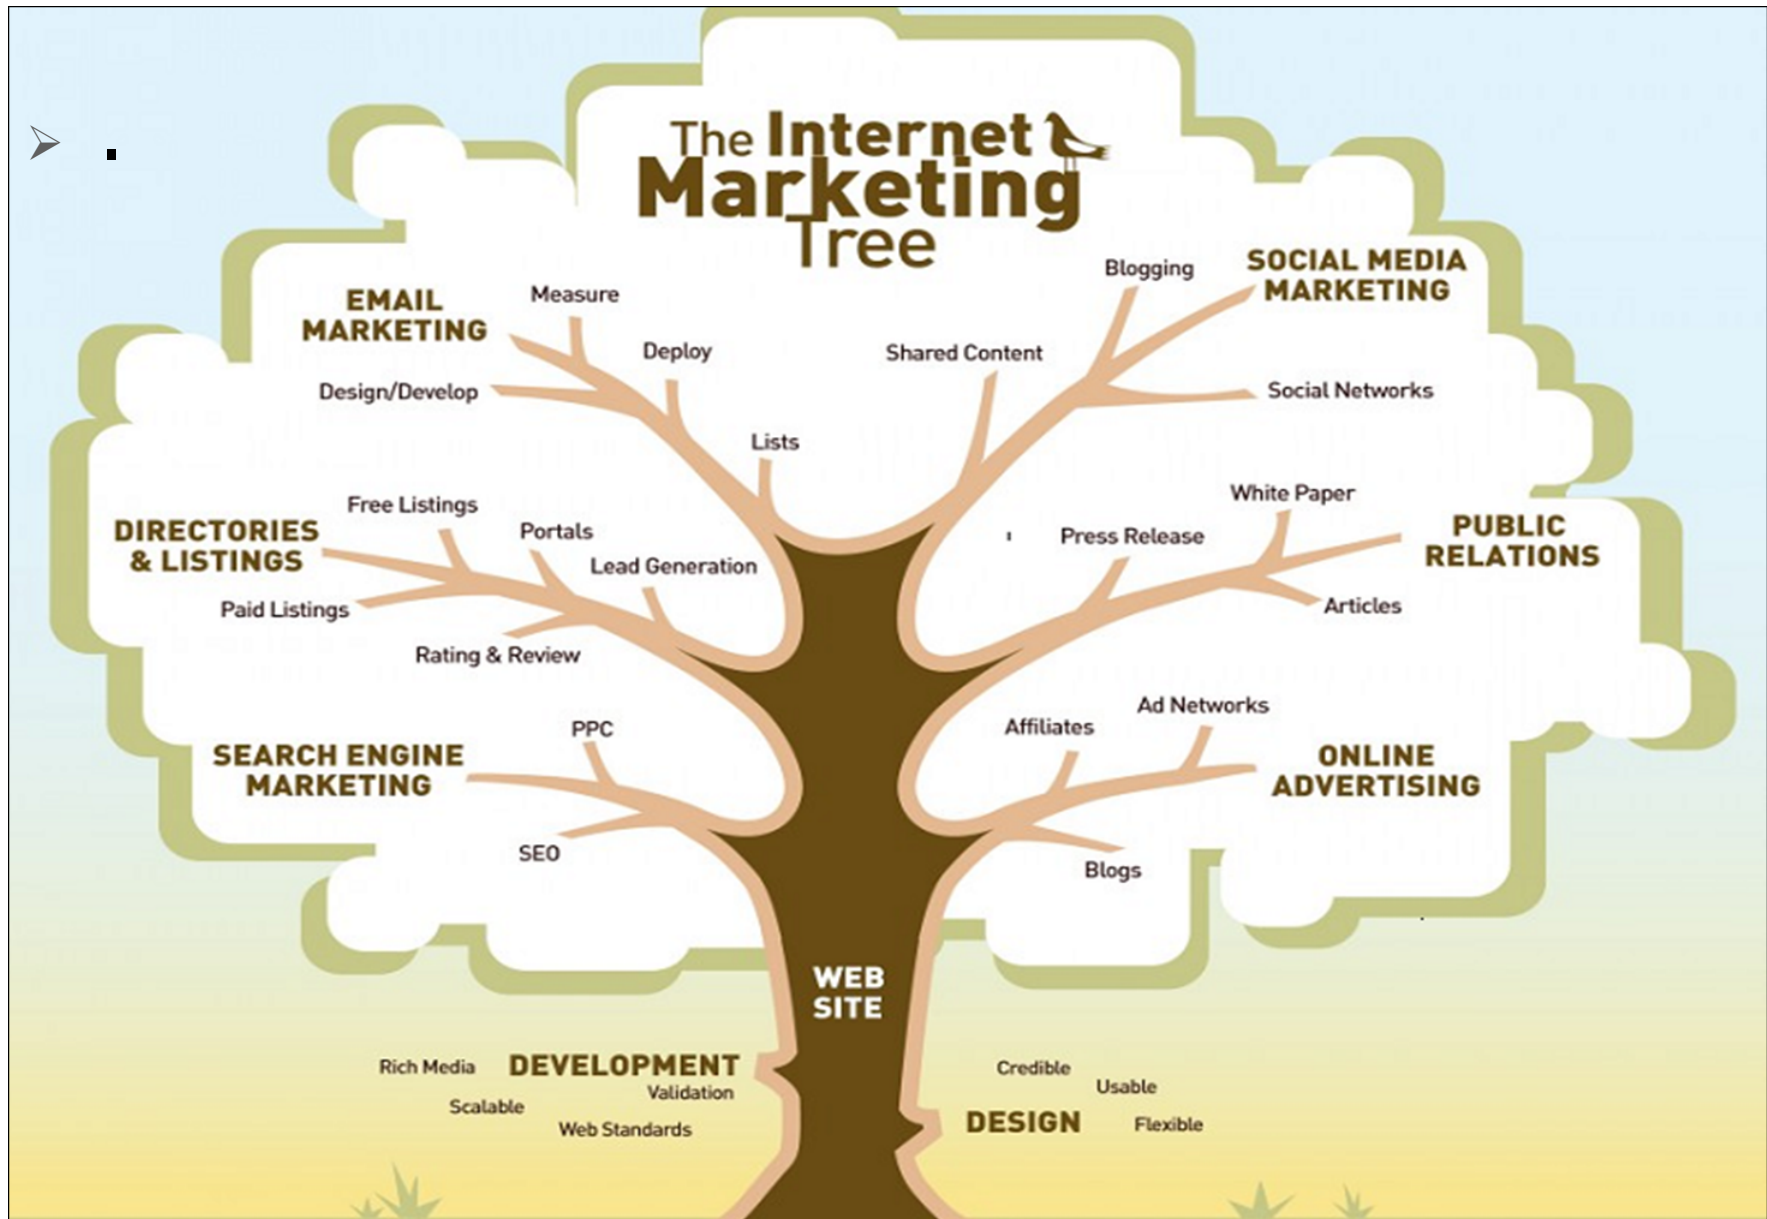 The Internet
Marketing
Tree
EMAIL
MARKETING
Measure
Deploy
Design/Develop
Lists
Blogging
SOCIAL MEDIA
MARKETING
Shared Content
Social Networks
DIRECTORIES
& LISTINGS
Free Listings
Portals
Lead Generation
Paid Listings
Rating & Review
White Paper
Press Release
PUBLIC
RELATIONS
Articles
SEARCH ENGINE
MARKETING
PPC
SEO
Affiliates
Ad Networks
ONLINE
ADVERTISING
Blogs
WEB
SITE
Rich Media
DEVELOPMENT
Validation
Scalable
Web Standards
Credible
Usable
DESIGN
Flexible